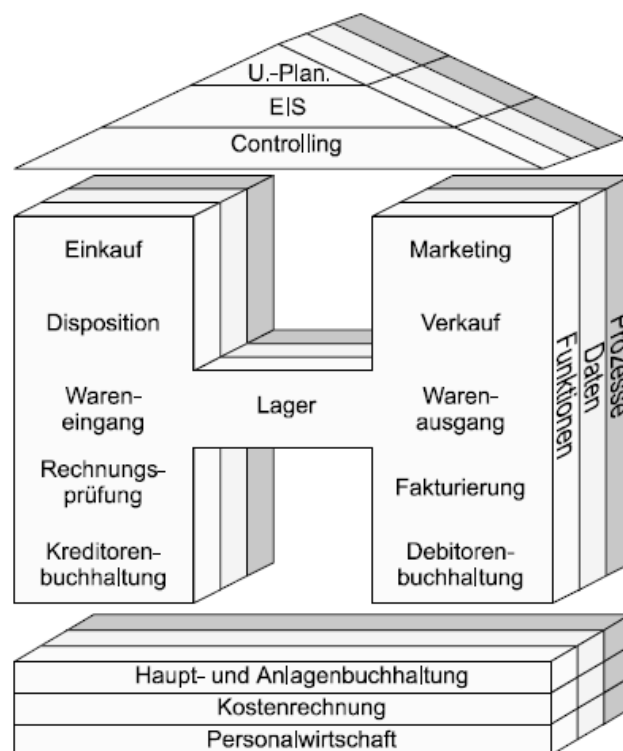 U.-Plan.
EIS
Controlling
Einkauf
Disposition
Waren-
eingang
Rechnungs-
prüfung
Kreditoren-
buchhaltung
Lager
Marketing
Verkauf
Waren-
ausgang
Fakturierung
Debitoren-
buchhaltung
Funktionen
Daten
Prozesse
Haupt- und Anlagenbuchhaltung
Kostenrechnung
Personalwirtschaft